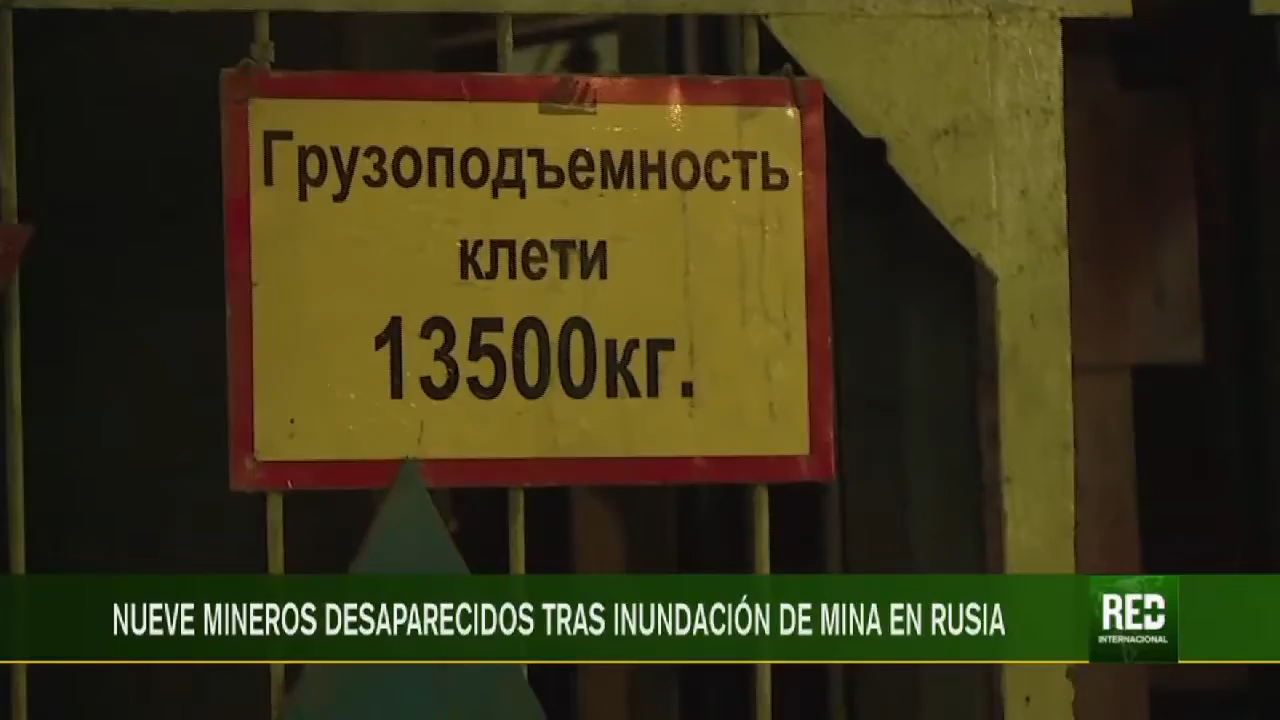 Грузоподъемность
клети
13500кг.
NUEVE MINEROS DESAPARECIDOS TRAS INUNDACIÓN DE MINA EN RUSIA
RED
INTERNACIONAL